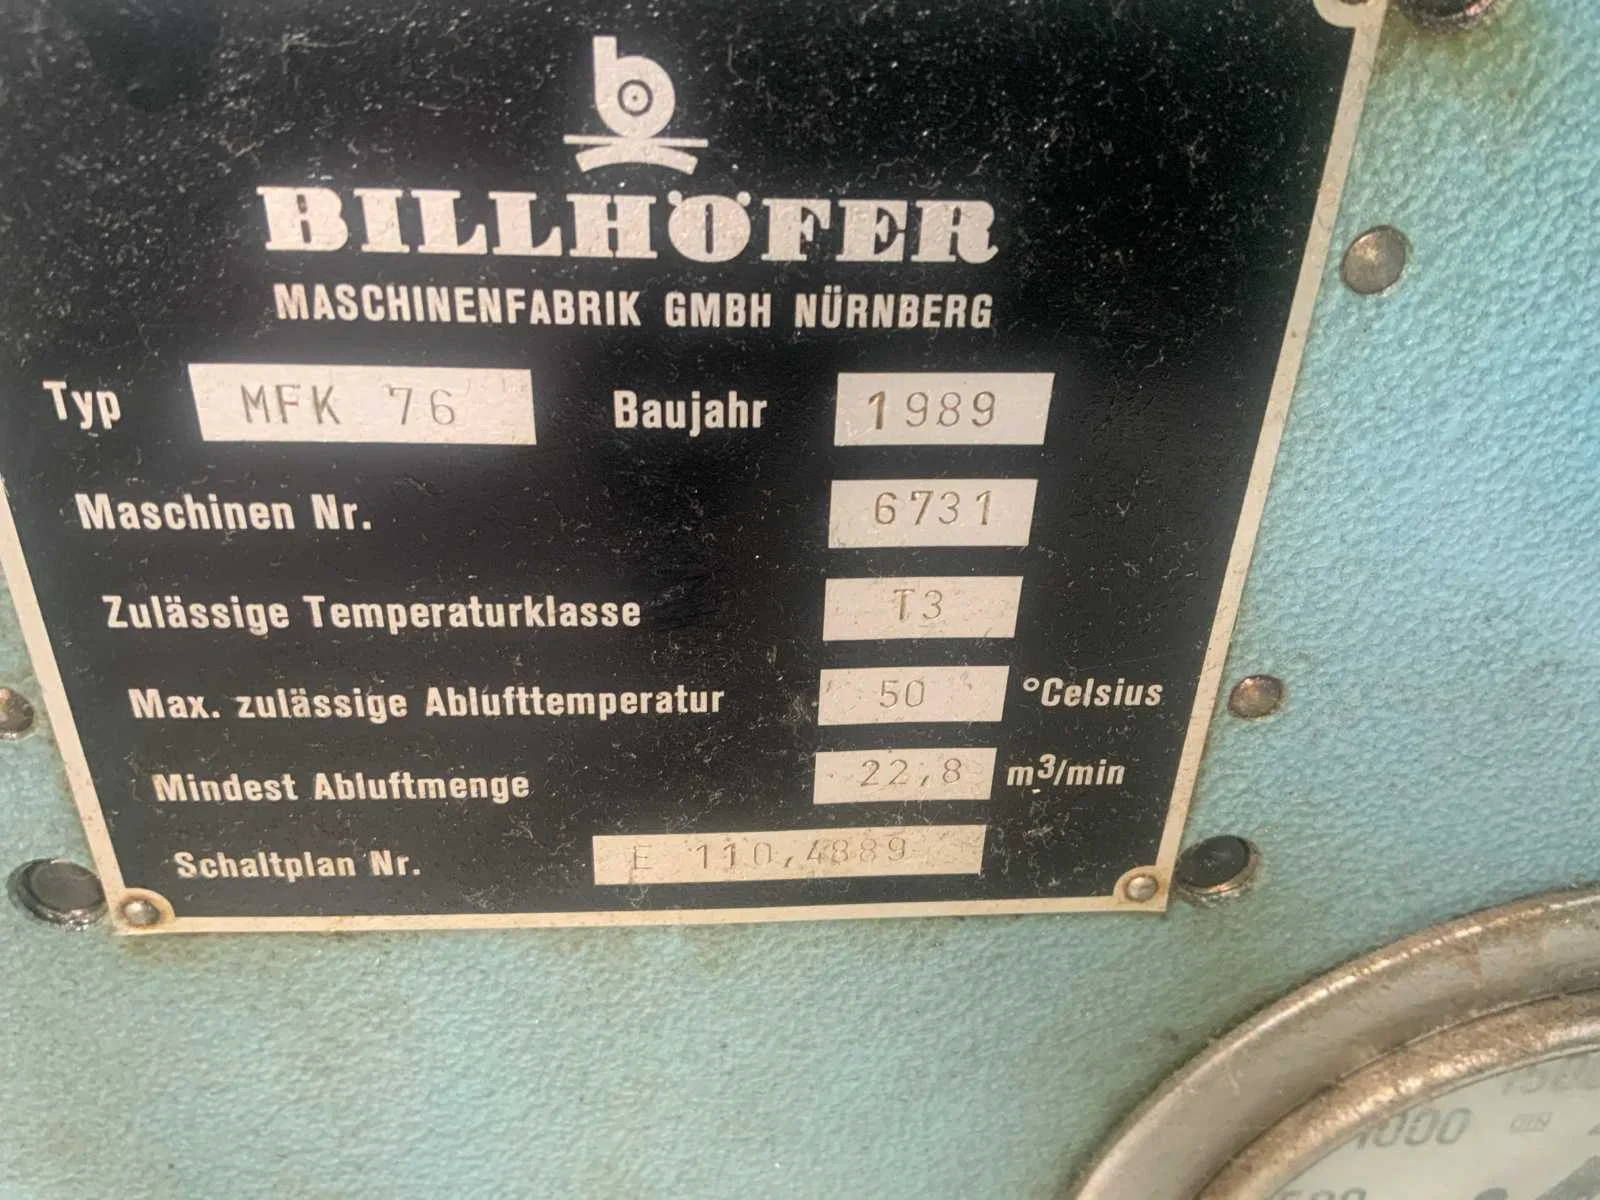 BILLHÖFER
MASCHINENFABRIK GMBH NÜRNBERG
Typ MFK 76 Baujahr 1989
Maschinen Nr. 6731
Zulässige Temperaturklasse T3
Max. zulässige Ablufttemperatur 50 °Celsius
Mindest Abluftmenge 22,8 m³/min
Schaltplan Nr. E 110,4889
1000